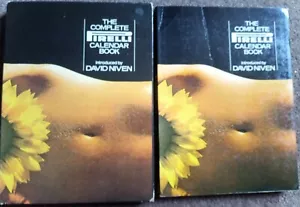 THE
COMPLETE
PIRELLI
CALENDAR
BOOK
introduced by
DAVID NIVEN
THE
COMPLETE
PIRELLI
CALENDAR
BOOK
introduced by
DAVID NIVEN